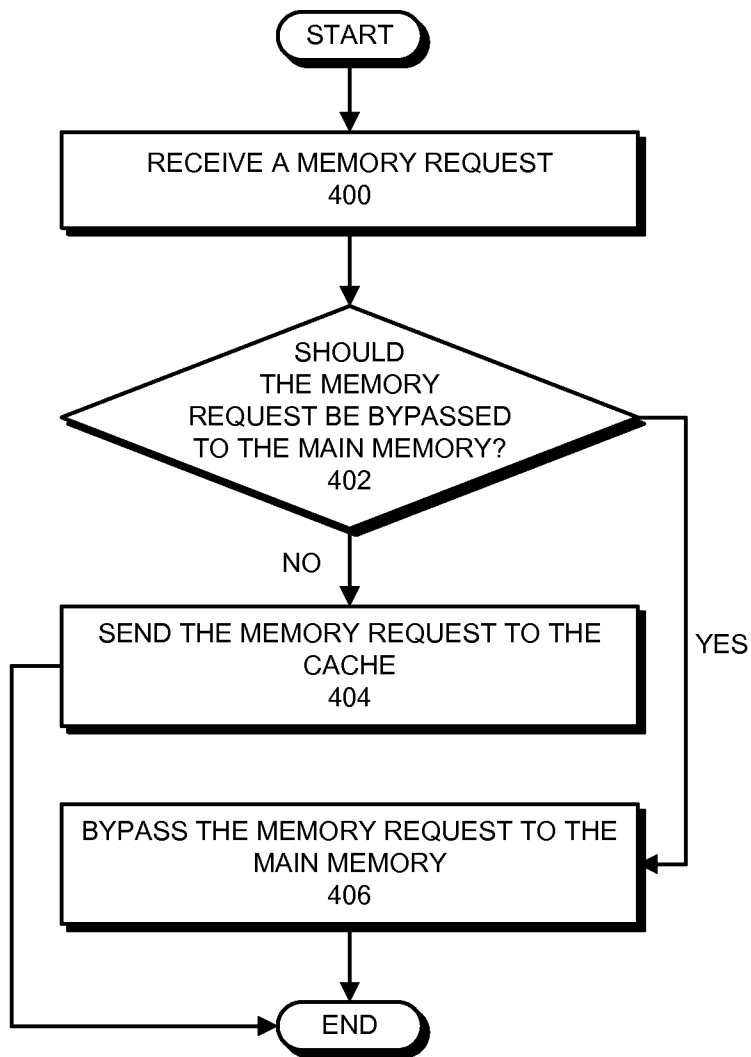 START
RECEIVE A MEMORY REQUEST
400
SHOULD
THE MEMORY
REQUEST BE BYPASSED
TO THE MAIN MEMORY?
402
NO
YES
SEND THE MEMORY REQUEST TO THE
CACHE
404
BYPASS THE MEMORY REQUEST TO THE
MAIN MEMORY
406
END